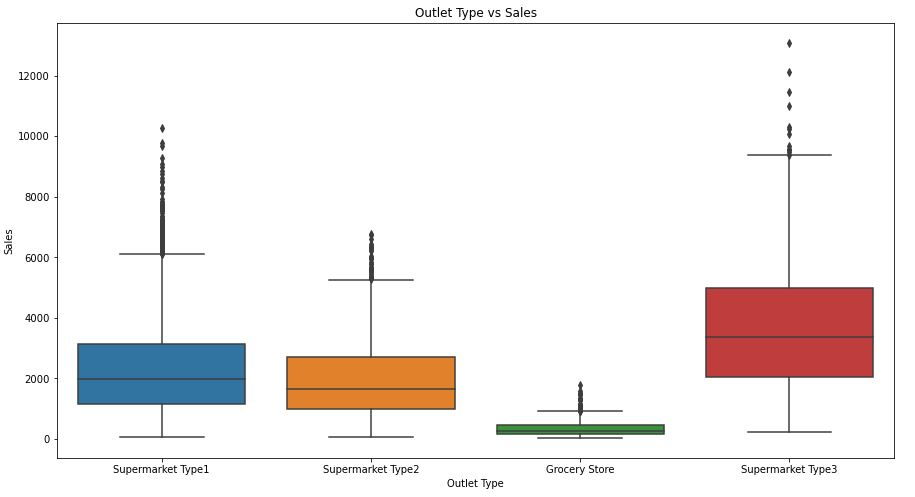 Outlet Type vs Sales
12000
10000
8000
6000
4000
2000
0
Sales
Supermarket Type1
Supermarket Type2
Grocery Store
Supermarket Type3
Outlet Type